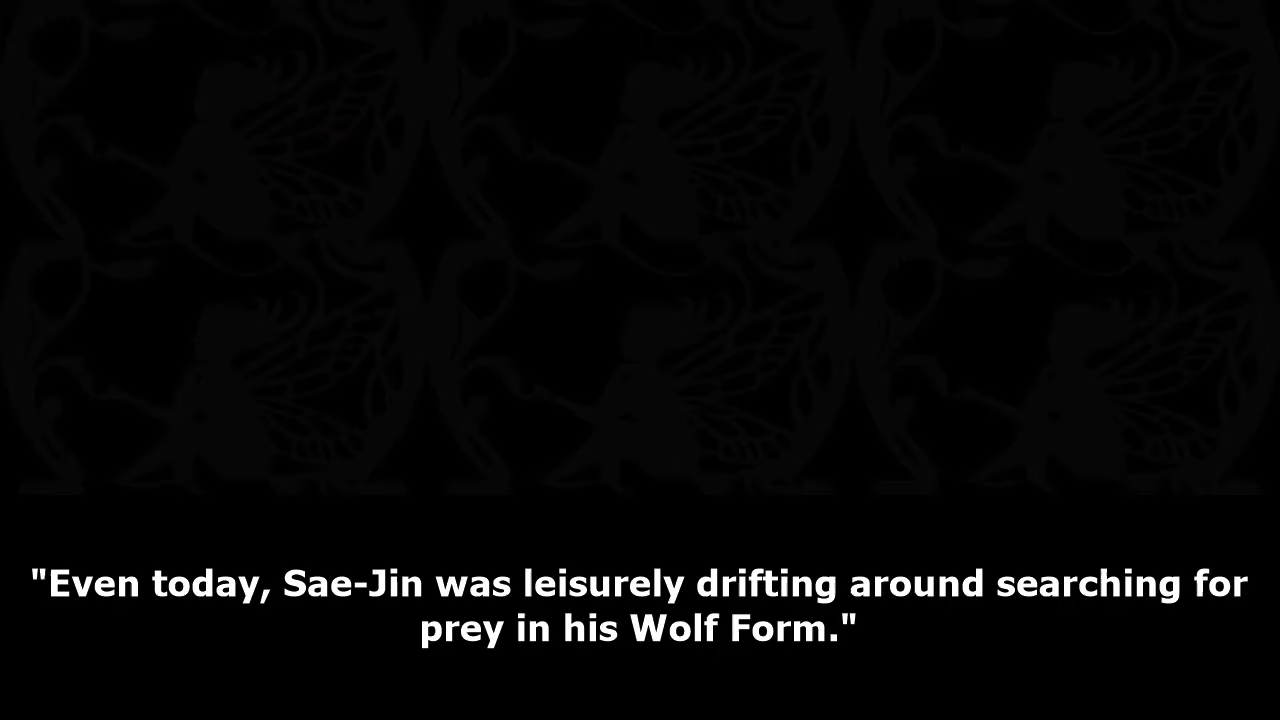 "Even today, Sae-Jin was leisurely drifting around searching for
prey in his Wolf Form."